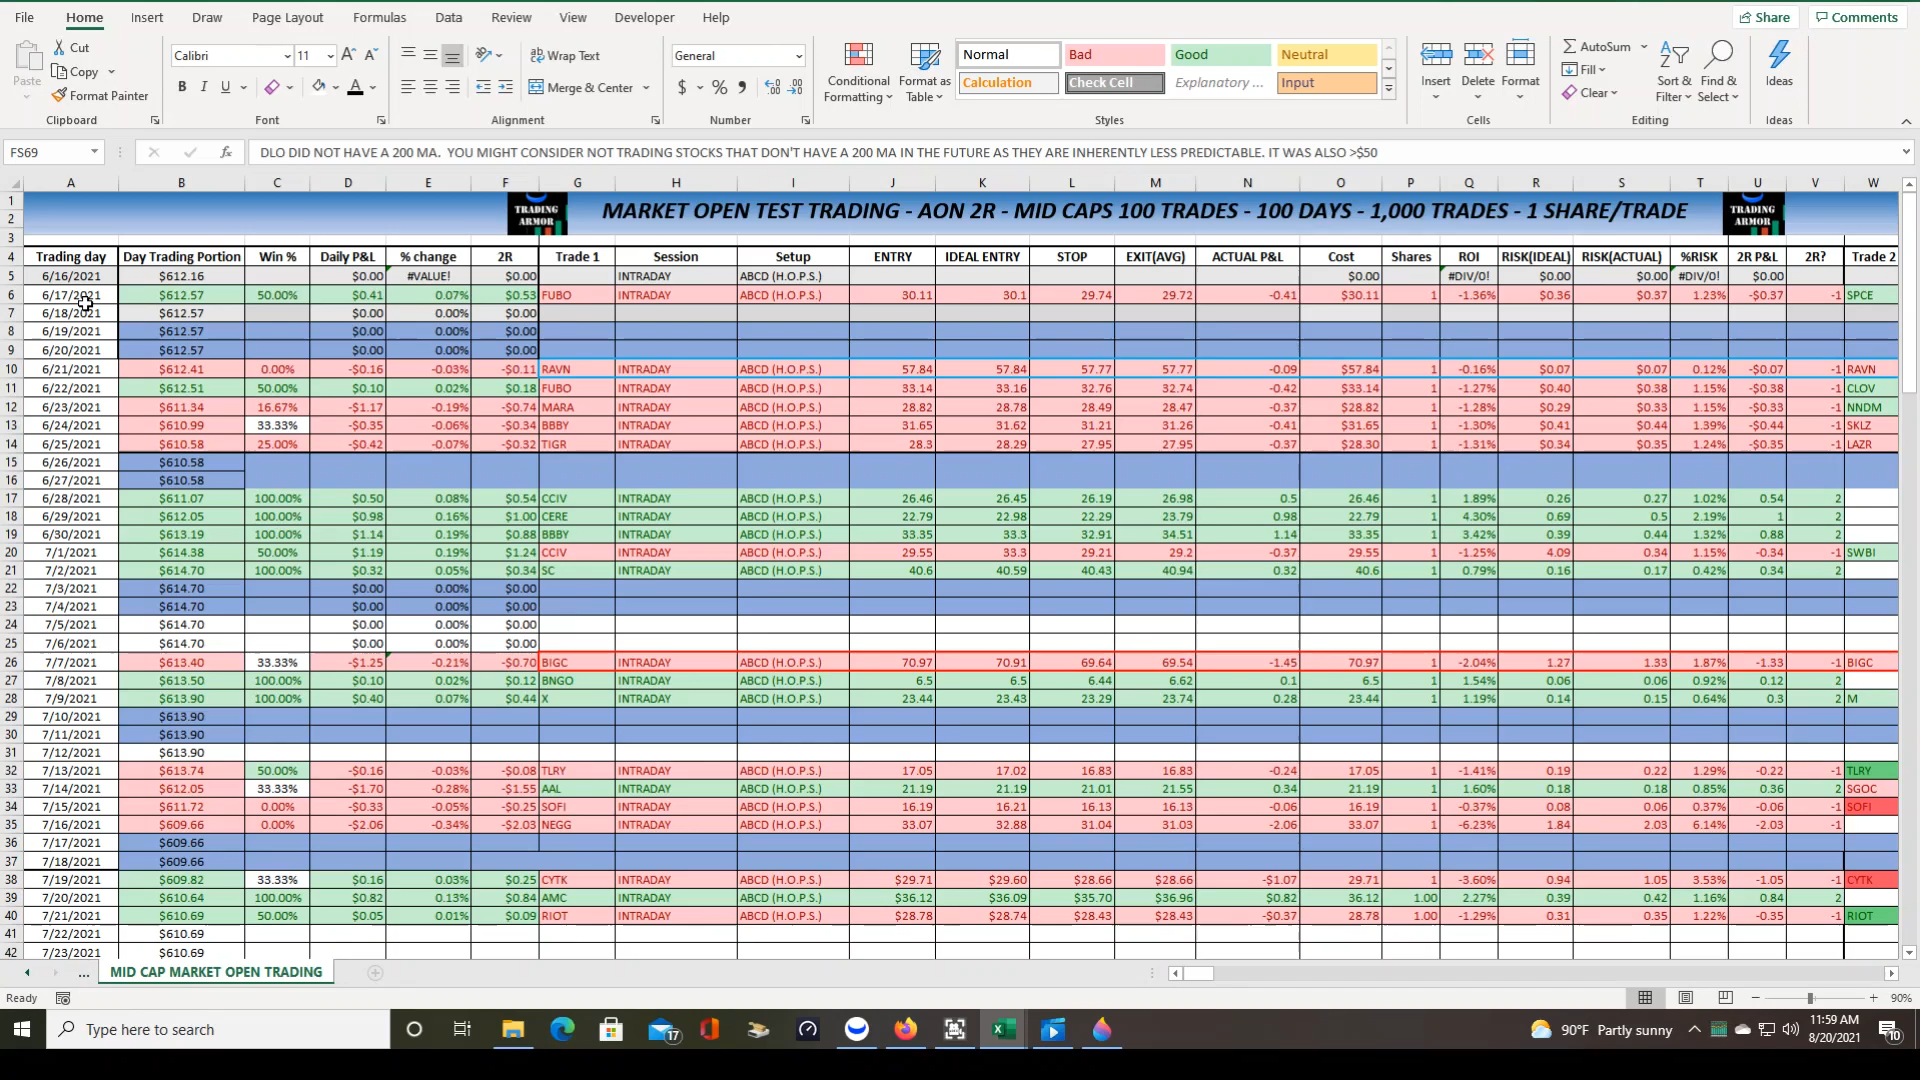 File Home Insert Draw Page Layout Formulas Data Review View Developer Help Share Comments
Paste Cut Copy Format Painter Clipboard
Calibri 11 B I U A Font
Wrap Text Merge & Center Alignment
General $ % Number
Conditional Formatting Format as Table Normal Bad Good Neutral Calculation Check Cell Explanatory ... Input Styles
Insert Delete Format Cells
AutoSum Fill Clear Sort & Filter Find & Select Editing Ideas Ideas
FS69 fx DLO DID NOT HAVE A 200 MA. YOU MIGHT CONSIDER NOT TRADING STOCKS THAT DON'T HAVE A 200 MA IN THE FUTURE AS THEY ARE INHERENTLY LESS PREDICTABLE. IT WAS ALSO >$50
A B C D E F G H I J K L M N O P Q R S T U V W
1
2 TRADING ARMOR MARKET OPEN TEST TRADING - AON 2R - MID CAPS 100 TRADES - 100 DAYS - 1,000 TRADES - 1 SHARE/TRADE TRADING ARMOR
3
4 Trading day Day Trading Portion Win % Daily P&L % change 2R Trade 1 Session Setup ENTRY IDEAL ENTRY STOP EXIT(AVG) ACTUAL P&L Cost Shares ROI RISK(IDEAL) RISK(ACTUAL) %RISK 2R P&L 2R? Trade 2
5 6/16/2021 $612.16 $0.00 #VALUE! $0.00 INTRADAY ABCD (H.O.P.S.) $0.00 #DIV/0! $0.00 $0.00 #DIV/0! $0.00
6 6/17/2021 $612.57 50.00% $0.41 0.07% $0.53 FUBO INTRADAY ABCD (H.O.P.S.) 30.11 30.1 29.74 29.72 -0.41 $30.11 1 -1.36% $0.36 $0.37 1.23% -$0.37 -1 SPCE
7 6/18/2021 $612.57 $0.00 0.00% $0.00
8 6/19/2021 $612.57 $0.00 0.00% $0.00
9 6/20/2021 $612.57 $0.00 0.00% $0.00
10 6/21/2021 $612.41 0.00% -$0.16 -0.03% -$0.11 RAVN INTRADAY ABCD (H.O.P.S.) 57.84 57.84 57.77 57.77 -0.09 $57.84 1 -0.16% $0.07 $0.07 0.12% -$0.07 -1 RAVN
11 6/22/2021 $612.51 50.00% $0.10 0.02% $0.18 FUBO INTRADAY ABCD (H.O.P.S.) 33.14 33.16 32.76 32.74 -0.42 $33.14 1 -1.27% $0.40 $0.38 1.15% -$0.38 -1 CLOV
12 6/23/2021 $611.34 16.67% -$1.17 -0.19% -$0.74 MARA INTRADAY ABCD (H.O.P.S.) 28.82 28.78 28.49 28.47 -0.37 $28.82 1 -1.28% $0.29 $0.33 1.15% -$0.33 -1 NNDM
13 6/24/2021 $610.99 33.33% -$0.35 -0.06% -$0.34 BBBY INTRADAY ABCD (H.O.P.S.) 31.65 31.62 31.21 31.26 -0.41 $31.65 1 -1.30% $0.41 $0.44 1.39% -$0.44 -1 SKLZ
14 6/25/2021 $610.58 25.00% -$0.42 -0.07% -$0.32 TIGR INTRADAY ABCD (H.O.P.S.) 28.3 28.29 27.95 27.95 -0.37 $28.30 1 -1.31% $0.34 $0.35 1.24% -$0.35 -1 LAZR
15 6/26/2021 $610.58
16 6/27/2021 $610.58
17 6/28/2021 $611.07 100.00% $0.50 0.08% $0.54 CCIV INTRADAY ABCD (H.O.P.S.) 26.46 26.45 26.19 26.98 0.5 26.46 1 1.89% 0.26 0.27 1.02% 0.54 2
18 6/29/2021 $612.05 100.00% $0.98 0.16% $1.00 CERE INTRADAY ABCD (H.O.P.S.) 22.79 22.98 22.29 23.79 0.98 22.79 1 4.30% 0.69 0.5 2.19% 1 2
19 6/30/2021 $613.19 100.00% $1.14 0.19% $0.88 BBBY INTRADAY ABCD (H.O.P.S.) 33.35 33.3 32.91 34.51 1.14 33.35 1 3.42% 0.39 0.44 1.32% 0.88 2
20 7/1/2021 $614.38 50.00% $1.19 0.19% $1.24 CCIV INTRADAY ABCD (H.O.P.S.) 29.55 33.3 29.21 29.2 -0.37 29.55 1 -1.25% 4.09 0.34 1.15% -0.34 -1 SWBI
21 7/2/2021 $614.70 100.00% $0.32 0.05% $0.34 SC INTRADAY ABCD (H.O.P.S.) 40.6 40.59 40.43 40.94 0.32 40.6 1 0.79% 0.16 0.17 0.42% 0.34 2
22 7/3/2021 $614.70 $0.00 0.00% $0.00
23 7/4/2021 $614.70 $0.00 0.00% $0.00
24 7/5/2021 $614.70 $0.00 0.00% $0.00
25 7/6/2021 $614.70 $0.00 0.00% $0.00
26 7/7/2021 $613.40 33.33% -$1.25 -0.21% -$0.70 BIGC INTRADAY ABCD (H.O.P.S.) 70.97 70.91 69.64 69.54 -1.45 70.97 1 -2.04% 1.27 1.33 1.87% -1.33 -1 BIGC
27 7/8/2021 $613.50 100.00% $0.10 0.02% $0.12 BNGO INTRADAY ABCD (H.O.P.S.) 6.5 6.5 6.44 6.62 0.1 6.5 1 1.54% 0.06 0.06 0.92% 0.12 2
28 7/9/2021 $613.90 100.00% $0.40 0.07% $0.44 X INTRADAY ABCD (H.O.P.S.) 23.44 23.43 23.29 23.74 0.28 23.44 1 1.19% 0.14 0.15 0.64% 0.3 2 M
29 7/10/2021 $613.90
30 7/11/2021 $613.90
31 7/12/2021 $613.90
32 7/13/2021 $613.74 50.00% -$0.16 -0.03% -$0.08 TLRY INTRADAY ABCD (H.O.P.S.) 17.05 17.02 16.83 16.83 -0.24 17.05 1 -1.41% 0.19 0.22 1.29% -0.22 -1 TLRY
33 7/14/2021 $612.05 33.33% -$1.70 -0.28% -$1.55 AAL INTRADAY ABCD (H.O.P.S.) 21.19 21.19 21.01 21.55 0.34 21.19 1 1.60% 0.18 0.18 0.85% 0.36 2 SGOC
34 7/15/2021 $611.72 0.00% -$0.33 -0.05% -$0.25 SOFI INTRADAY ABCD (H.O.P.S.) 16.19 16.21 16.13 16.13 -0.06 16.19 1 -0.37% 0.08 0.06 0.37% -0.06 -1 SOFI
35 7/16/2021 $609.66 0.00% -$2.06 -0.34% -$2.03 NEGG INTRADAY ABCD (H.O.P.S.) 33.07 32.88 31.04 31.03 -2.06 33.07 1 -6.23% 1.84 2.03 6.14% -2.03 -1
36 7/17/2021 $609.66
37 7/18/2021 $609.66
38 7/19/2021 $609.82 33.33% $0.16 0.03% $0.25 CYTK INTRADAY ABCD (H.O.P.S.) $29.71 $29.60 $28.66 $28.66 -$1.07 29.71 1 -3.60% 0.94 1.05 3.53% -1.05 -1 CYTK
39 7/20/2021 $610.64 100.00% $0.82 0.13% $0.84 AMC INTRADAY ABCD (H.O.P.S.) $36.12 $36.09 $35.70 $36.96 $0.82 36.12 1.00 2.27% 0.39 0.42 1.16% 0.84 2
40 7/21/2021 $610.69 50.00% $0.05 0.01% $0.09 RIOT INTRADAY ABCD (H.O.P.S.) $28.78 $28.74 $28.43 $28.43 -$0.37 28.78 1.00 -1.29% 0.31 0.35 1.22% -0.35 -1 RIOT
41 7/22/2021 $610.69
42 7/23/2021 $610.69
... MID CAP MARKET OPEN TRADING
Ready 90%
Type here to search 17 90°F Partly sunny 11:59 AM 10
8/20/2021